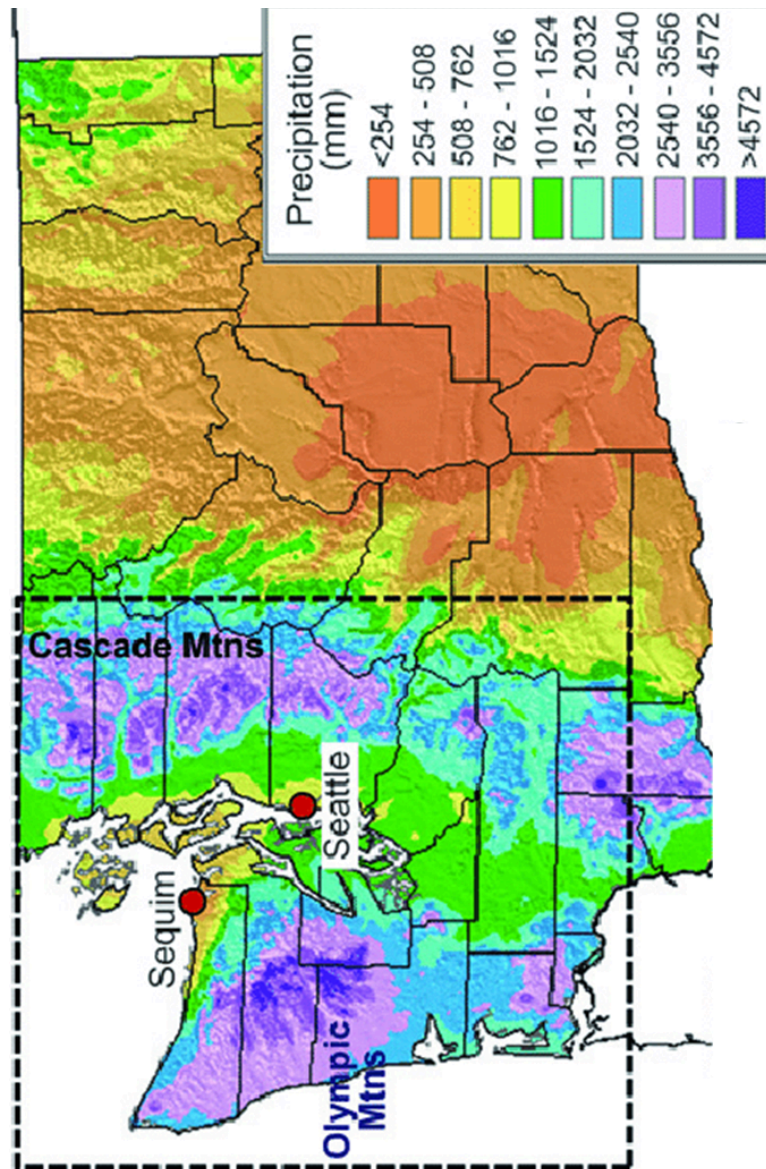 Cascade Mtns
Sequim
Seattle
Olympic
Mtns
Precipitation
(mm)
<254
254 - 508
508 - 762
762 - 1016
1016 - 1524
1524 - 2032
2032 - 2540
2540 - 3556
3556 - 4572
>4572